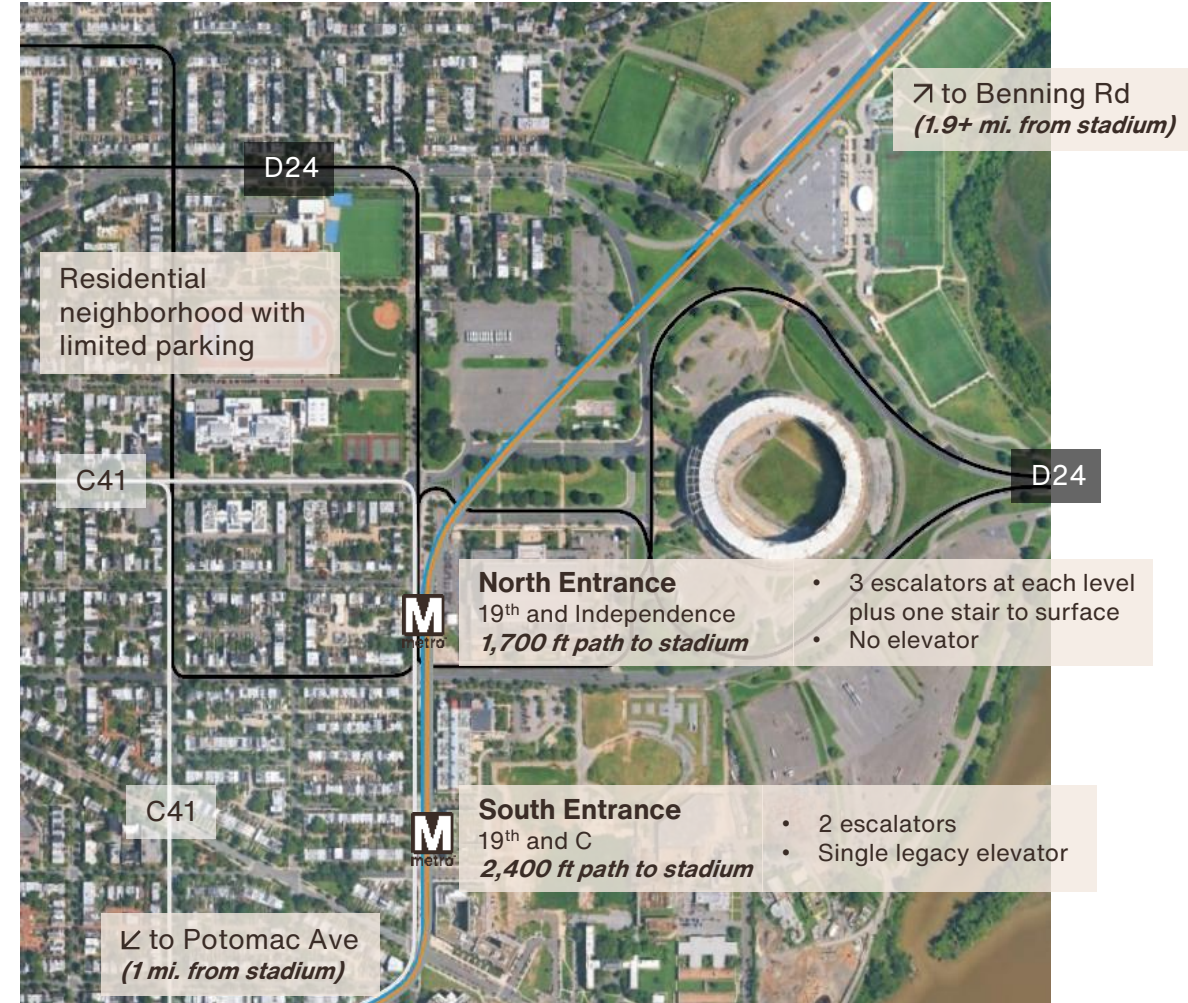 ↗ to Benning Rd
(1.9+ mi. from stadium)
D24
Residential
neighborhood with
limited parking
C41
D24
North Entrance
19th and Independence
1,700 ft path to stadium
• 3 escalators at each level
plus one stair to surface
• No elevator
M
metro
South Entrance
19th and C
2,400 ft path to stadium
• 2 escalators
• Single legacy elevator
C41
M
metro
↙ to Potomac Ave
(1 mi. from stadium)